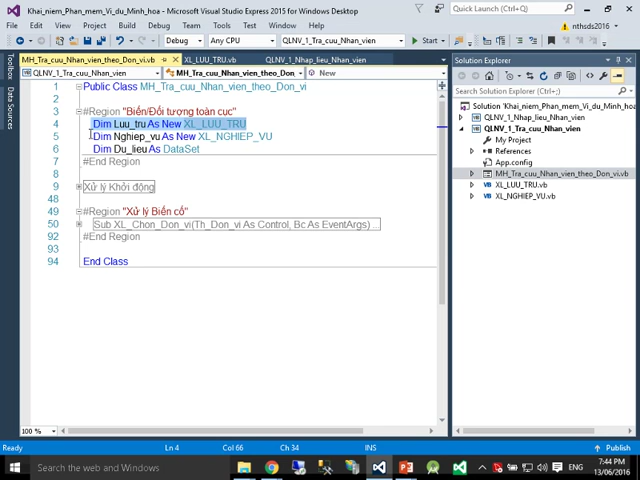 Khai_niem_Phan_mem_Vi_du_Minh_hoa - Microsoft Visual Studio Express 2015 for Windows Desktop
Quick Launch (Ctrl+Q)
File Edit View Project Build Debug Team Tools Test Window Help
nthsds2016
Debug Any CPU Start
Toolbox Data Sources
MH_Tra_cuu_Nhan_vien_theo_Don_vi.vb XL_LUU_TRU.vb QLNV_1_Nhap_lieu_Nhan_vien
QLNV_1_Tra_cuu_Nhan_vien MH_Tra_cuu_Nhan_vien_theo_Don_ New
1 Public Class MH_Tra_cuu_Nhan_vien_theo_Don_vi
2
3 #Region "Biến/Đối tượng toàn cục"
4 Dim Luu_tru As New XL_LUU_TRU
5 Dim Nghiep_vu As New XL_NGHIEP_VU
6 Dim Du_lieu As DataSet
7 #End Region
8
9 Xử lý Khởi động
48
49 #Region "Xử lý Biến cố"
50 Sub XL_Chon_Don_vi(Th_Don_vi As Control, Bc As EventArgs) ...
92 #End Region
93
94 End Class
100 %
Solution Explorer
Search Solution Explorer (Ctrl+;)
Solution 'Khai_niem_Phan_mem_Vi_du
QLNV_1_Nhap_lieu_Nhan_vien
QLNV_1_Tra_cuu_Nhan_vien
My Project
References
App.config
MH_Tra_cuu_Nhan_vien_theo_Don_vi.vb
XL_LUU_TRU.vb
XL_NGHIEP_VU.vb
Ready Ln 4 Col 66 Ch 34 INS Publish
Search the web and Windows
ENG
7:44 PM
13/06/2016